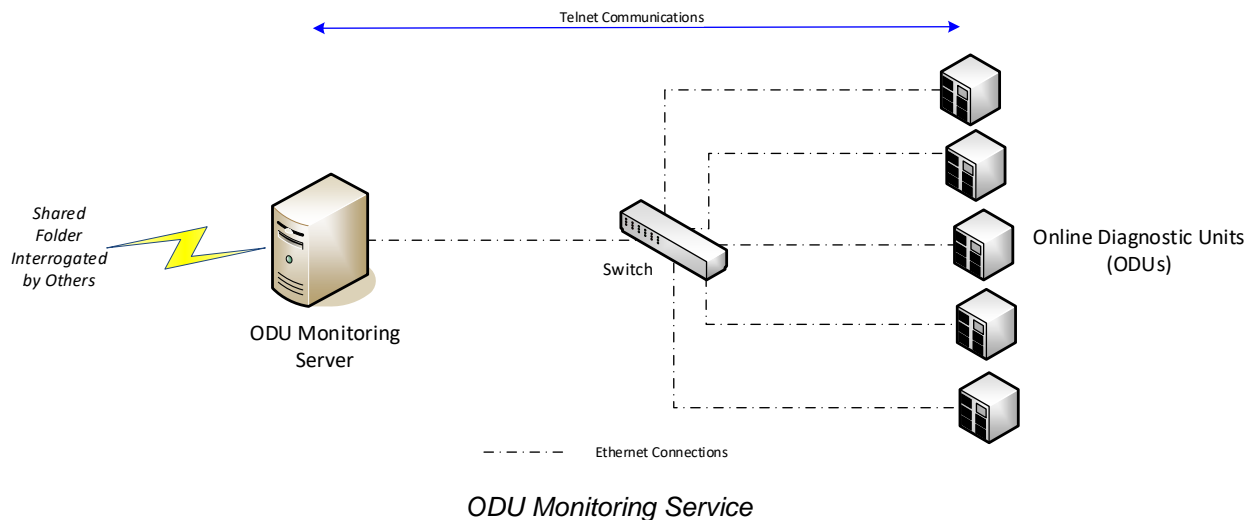 Telnet Communications
Shared
Folder
Interrogated
by Others
ODU Monitoring
Server
Switch
Online Diagnostic Units
(ODUs)
Ethernet Connections
ODU Monitoring Service